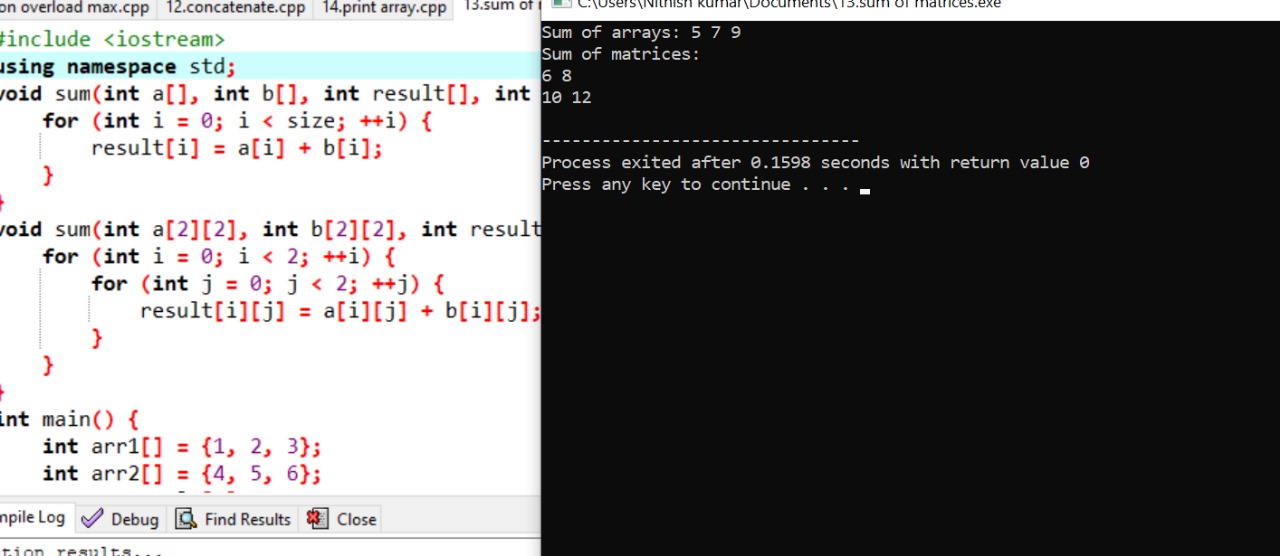 on overload max.cpp 12.concatenate.cpp 14.print array.cpp 13.sum of
#include <iostream>
using namespace std;
void sum(int a[], int b[], int result[], int
for (int i = 0; i < size; ++i) {
result[i] = a[i] + b[i];
}
}
void sum(int a[2][2], int b[2][2], int result
for (int i = 0; i < 2; ++i) {
for (int j = 0; j < 2; ++j) {
result[i][j] = a[i][j] + b[i][j];
}
}
}
int main() {
int arr1[] = {1, 2, 3};
int arr2[] = {4, 5, 6};
mpile Log Debug Find Results Close
tion results...
C:\Users\Nithish kumar\Documents\13.sum of matrices.exe
Sum of arrays: 5 7 9
Sum of matrices:
6 8
10 12
--------------------------------
Process exited after 0.1598 seconds with return value 0
Press any key to continue . . .